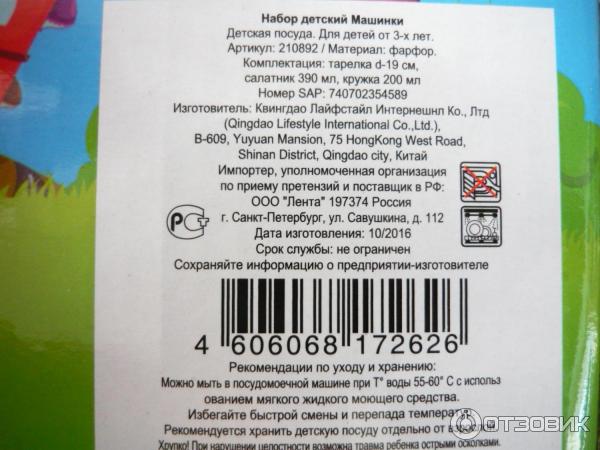 Набор детский Машинки
Детская посуда. Для детей от 3-х лет.
Артикул: 210892 / Материал: фарфор.
Комплектация: тарелка d-19 см,
салатник 390 мл, кружка 200 мл
Номер SAP: 740702354589
Изготовитель: Квингдао Лайфстайл Интернешнл Ко., Лтд
(Qingdao Lifestyle International Co.,Ltd.),
B-609, Yuyuan Mansion, 75 HongKong West Road,
Shinan District, Qingdao city, Китай
Импортер, уполномоченная организация
по приему претензий и поставщик в РФ:
ООО "Лента" 197374 Россия
г. Санкт-Петербург, ул. Савушкина, д. 112
Дата изготовления: 10/2016
Срок службы: не ограничен
Сохраняйте информацию о предприятии-изготовителе
РСТ
4 606068 172626
Рекомендации по уходу и хранению:
Можно мыть в посудомоечной машине при T° воды 55-60° С с использ
ованием мягкого жидкого моющего средства.
Избегайте быстрой смены и перепада температур.
Рекомендуется хранить детскую посуду отдельно от взрослой.
Хрупко! При нарушении целостности возможна травма ребенка острыми осколками.
ОТЗОВИК